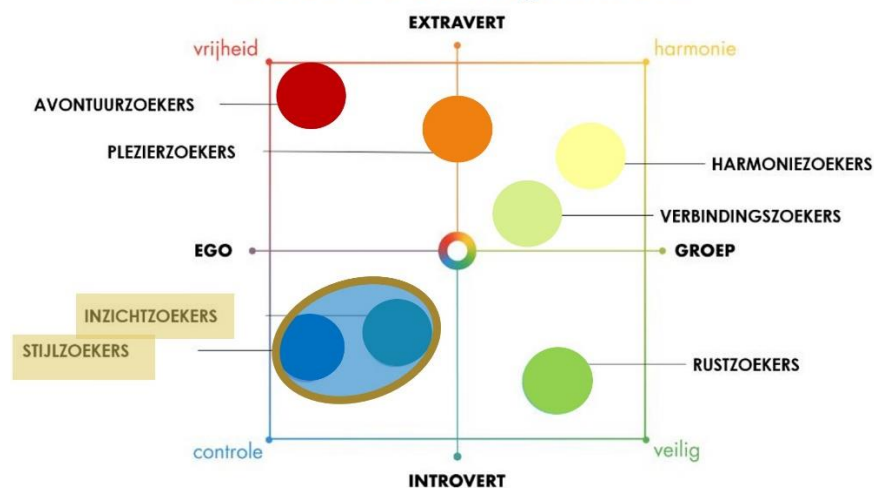 EXTRAVERT
vrijheid
harmonie
AVONTUURZOEKERS
PLEZIERZOEKERS
HARMONIEZOEKERS
VERBINDINGSZOEKERS
EGO
GROEP
INZICHTZOEKERS
STIJLZOEKERS
RUSTZOEKERS
controle
veilig
INTROVERT